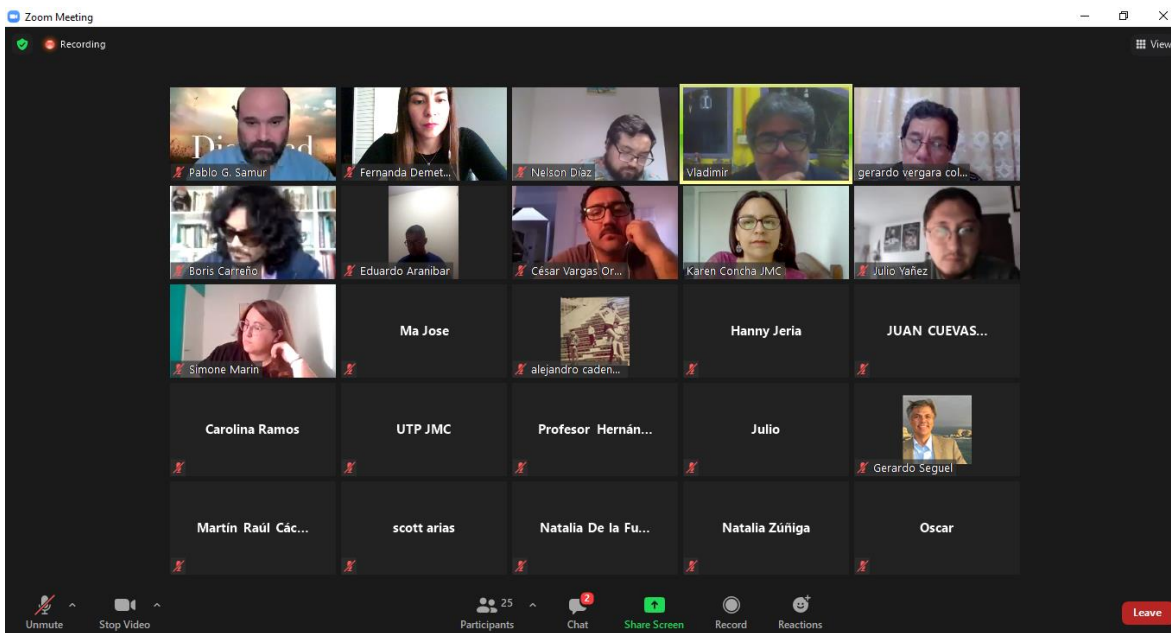 Zoom Meeting
Recording
View
Pablo G. Samur
Fernanda Demet...
Nelson Díaz
Vladimir
gerardo vergara col...
Boris Carreño
Eduardo Aranibar
César Vargas Or...
Karen Concha JMC
Julio Yañez
Simone Marin
Ma Jose
alejandro caden...
Hanny Jeria
JUAN CUEVAS...
Carolina Ramos
UTP JMC
Profesor Hernán...
Julio
Gerardo Seguel
Martín Raúl Các...
scott arias
Natalia De la Fu...
Natalia Zúñiga
Oscar
Unmute
Stop Video
25
Participants
2
Chat
Share Screen
Record
Reactions
Leave